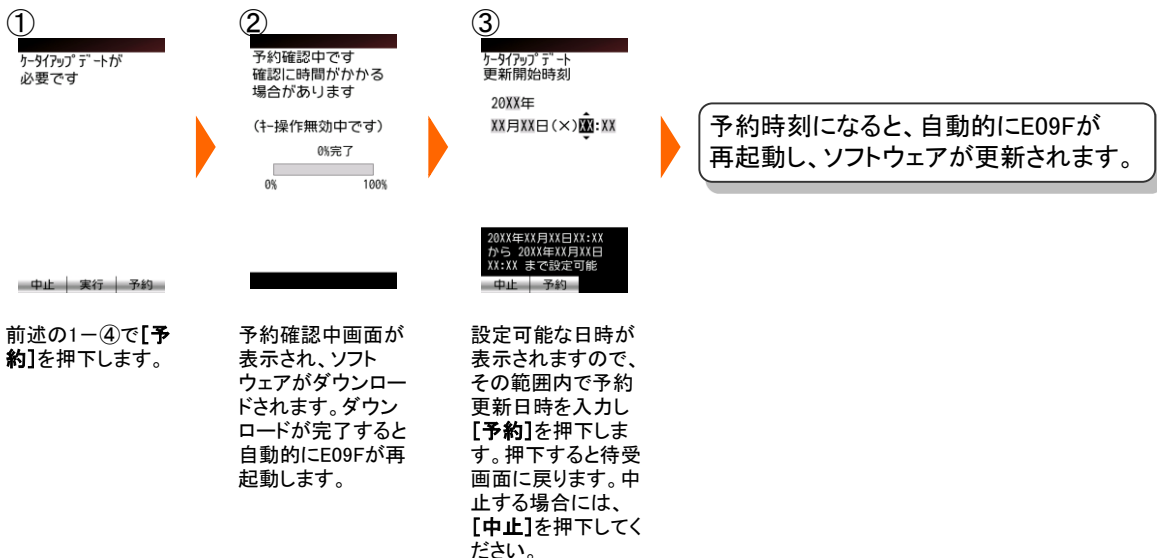 ①
ｹｰﾀｲｱｯﾌﾟﾃﾞｰﾄが
必要です
中止 実行 予約
前述の1－④で[予
約]を押下します。
②
予約確認中です
確認に時間がかかる
場合があります
(ｷｰ操作無効中です)
0%完了
0% 100%
予約確認中画面が
表示され、ソフト
ウェアがダウンロー
ドされます。ダウン
ロードが完了すると
自動的にE09Fが再
起動します。
③
ｹｰﾀｲｱｯﾌﾟﾃﾞｰﾄ
更新開始時刻
20XX年
XX月XX日(×)XX:XX
20XX年XX月XX日XX:XX
から 20XX年XX月XX日
XX:XX まで設定可能
中止 予約
設定可能な日時が
表示されますので、
その範囲内で予約
更新日時を入力し
[予約]を押下しま
す。押下すると待受
画面に戻ります。中
止する場合には、
[中止]を押下してく
ださい。
予約時刻になると、自動的にE09Fが
再起動し、ソフトウェアが更新されます。